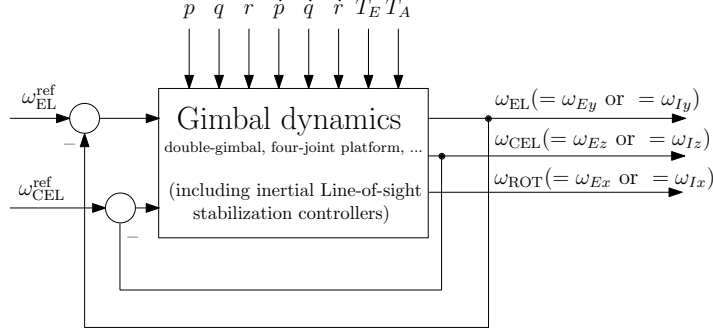 p q r ṗ q̇ ṙ T_E T_A
ω_EL^ref
ω_EL(= ω_Ey or = ω_Iy)
Gimbal dynamics
double-gimbal, four-joint platform, ...
−
ω_CEL(= ω_Ez or = ω_Iz)
ω_CEL^ref
(including inertial Line-of-sight
stabilization controllers)
ω_ROT(= ω_Ex or = ω_Ix)
−